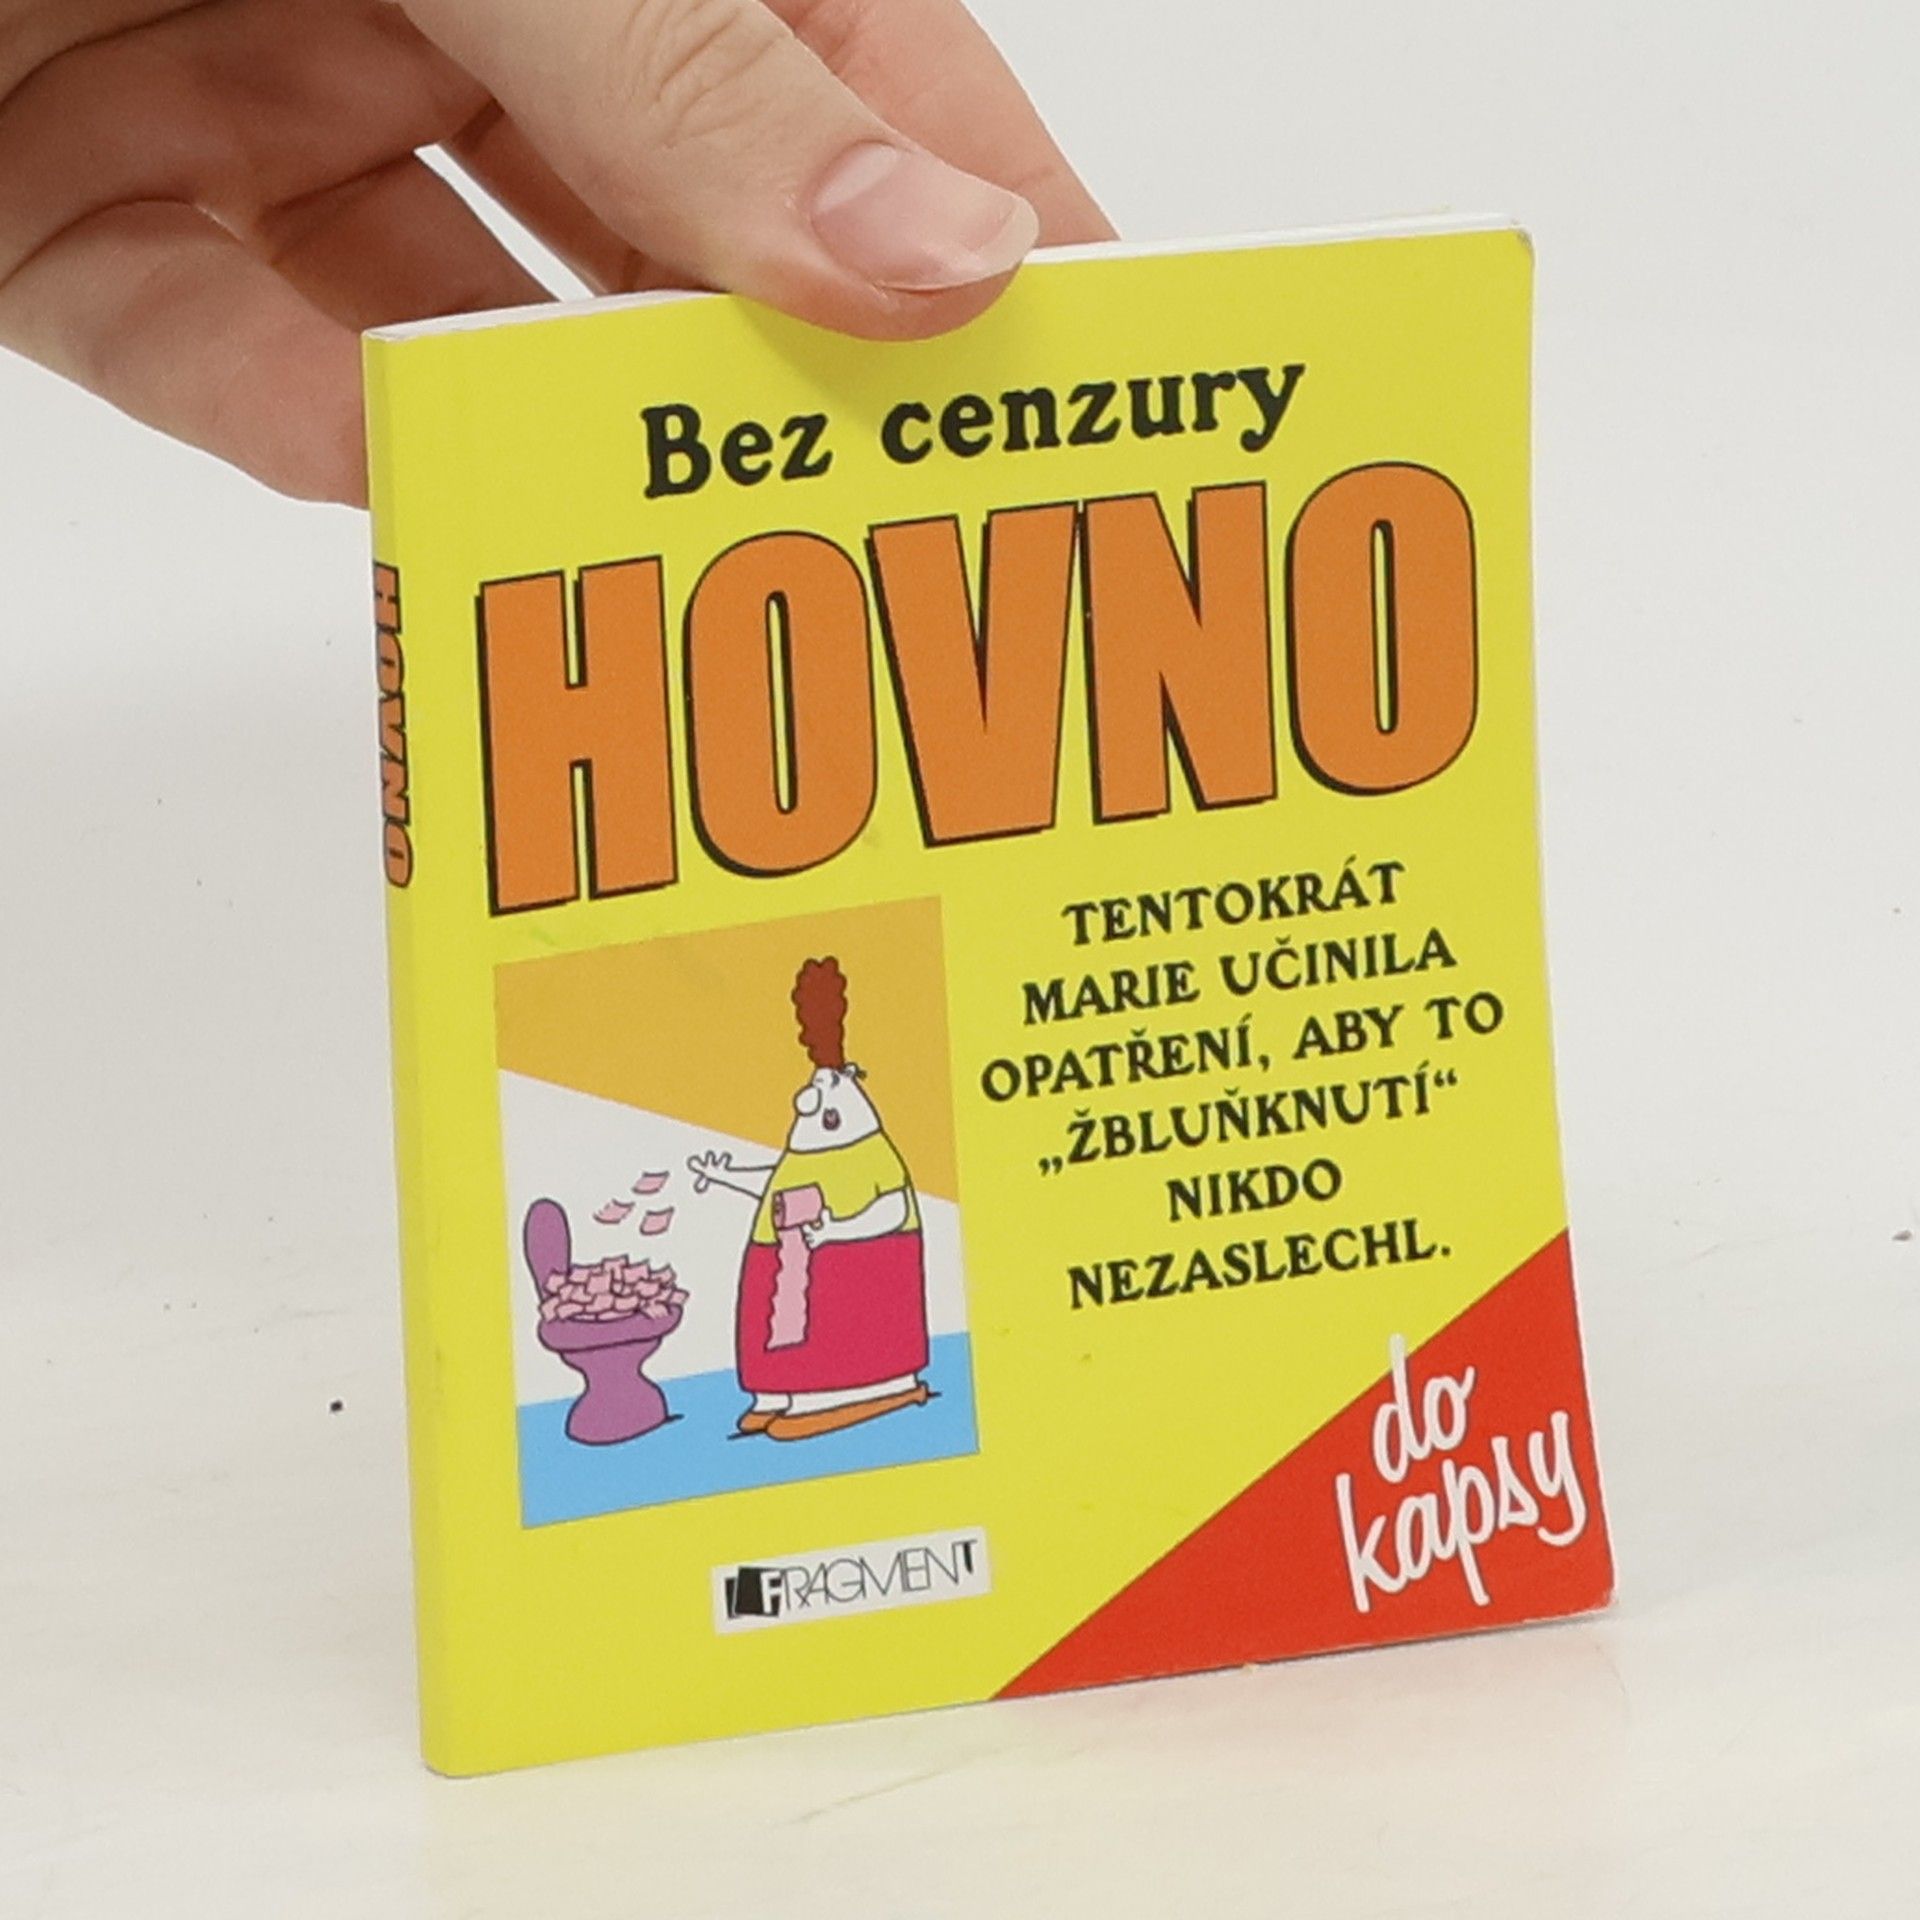 Bez cenzury
HOVNO
HOVNO
TENTOKRÁT
MARIE UČINILA
OPATŘENÍ, ABY TO
„ŽBLUŇKNUTÍ“
NIKDO
NEZASLECHL.
do
kapsy
FRAGMENT